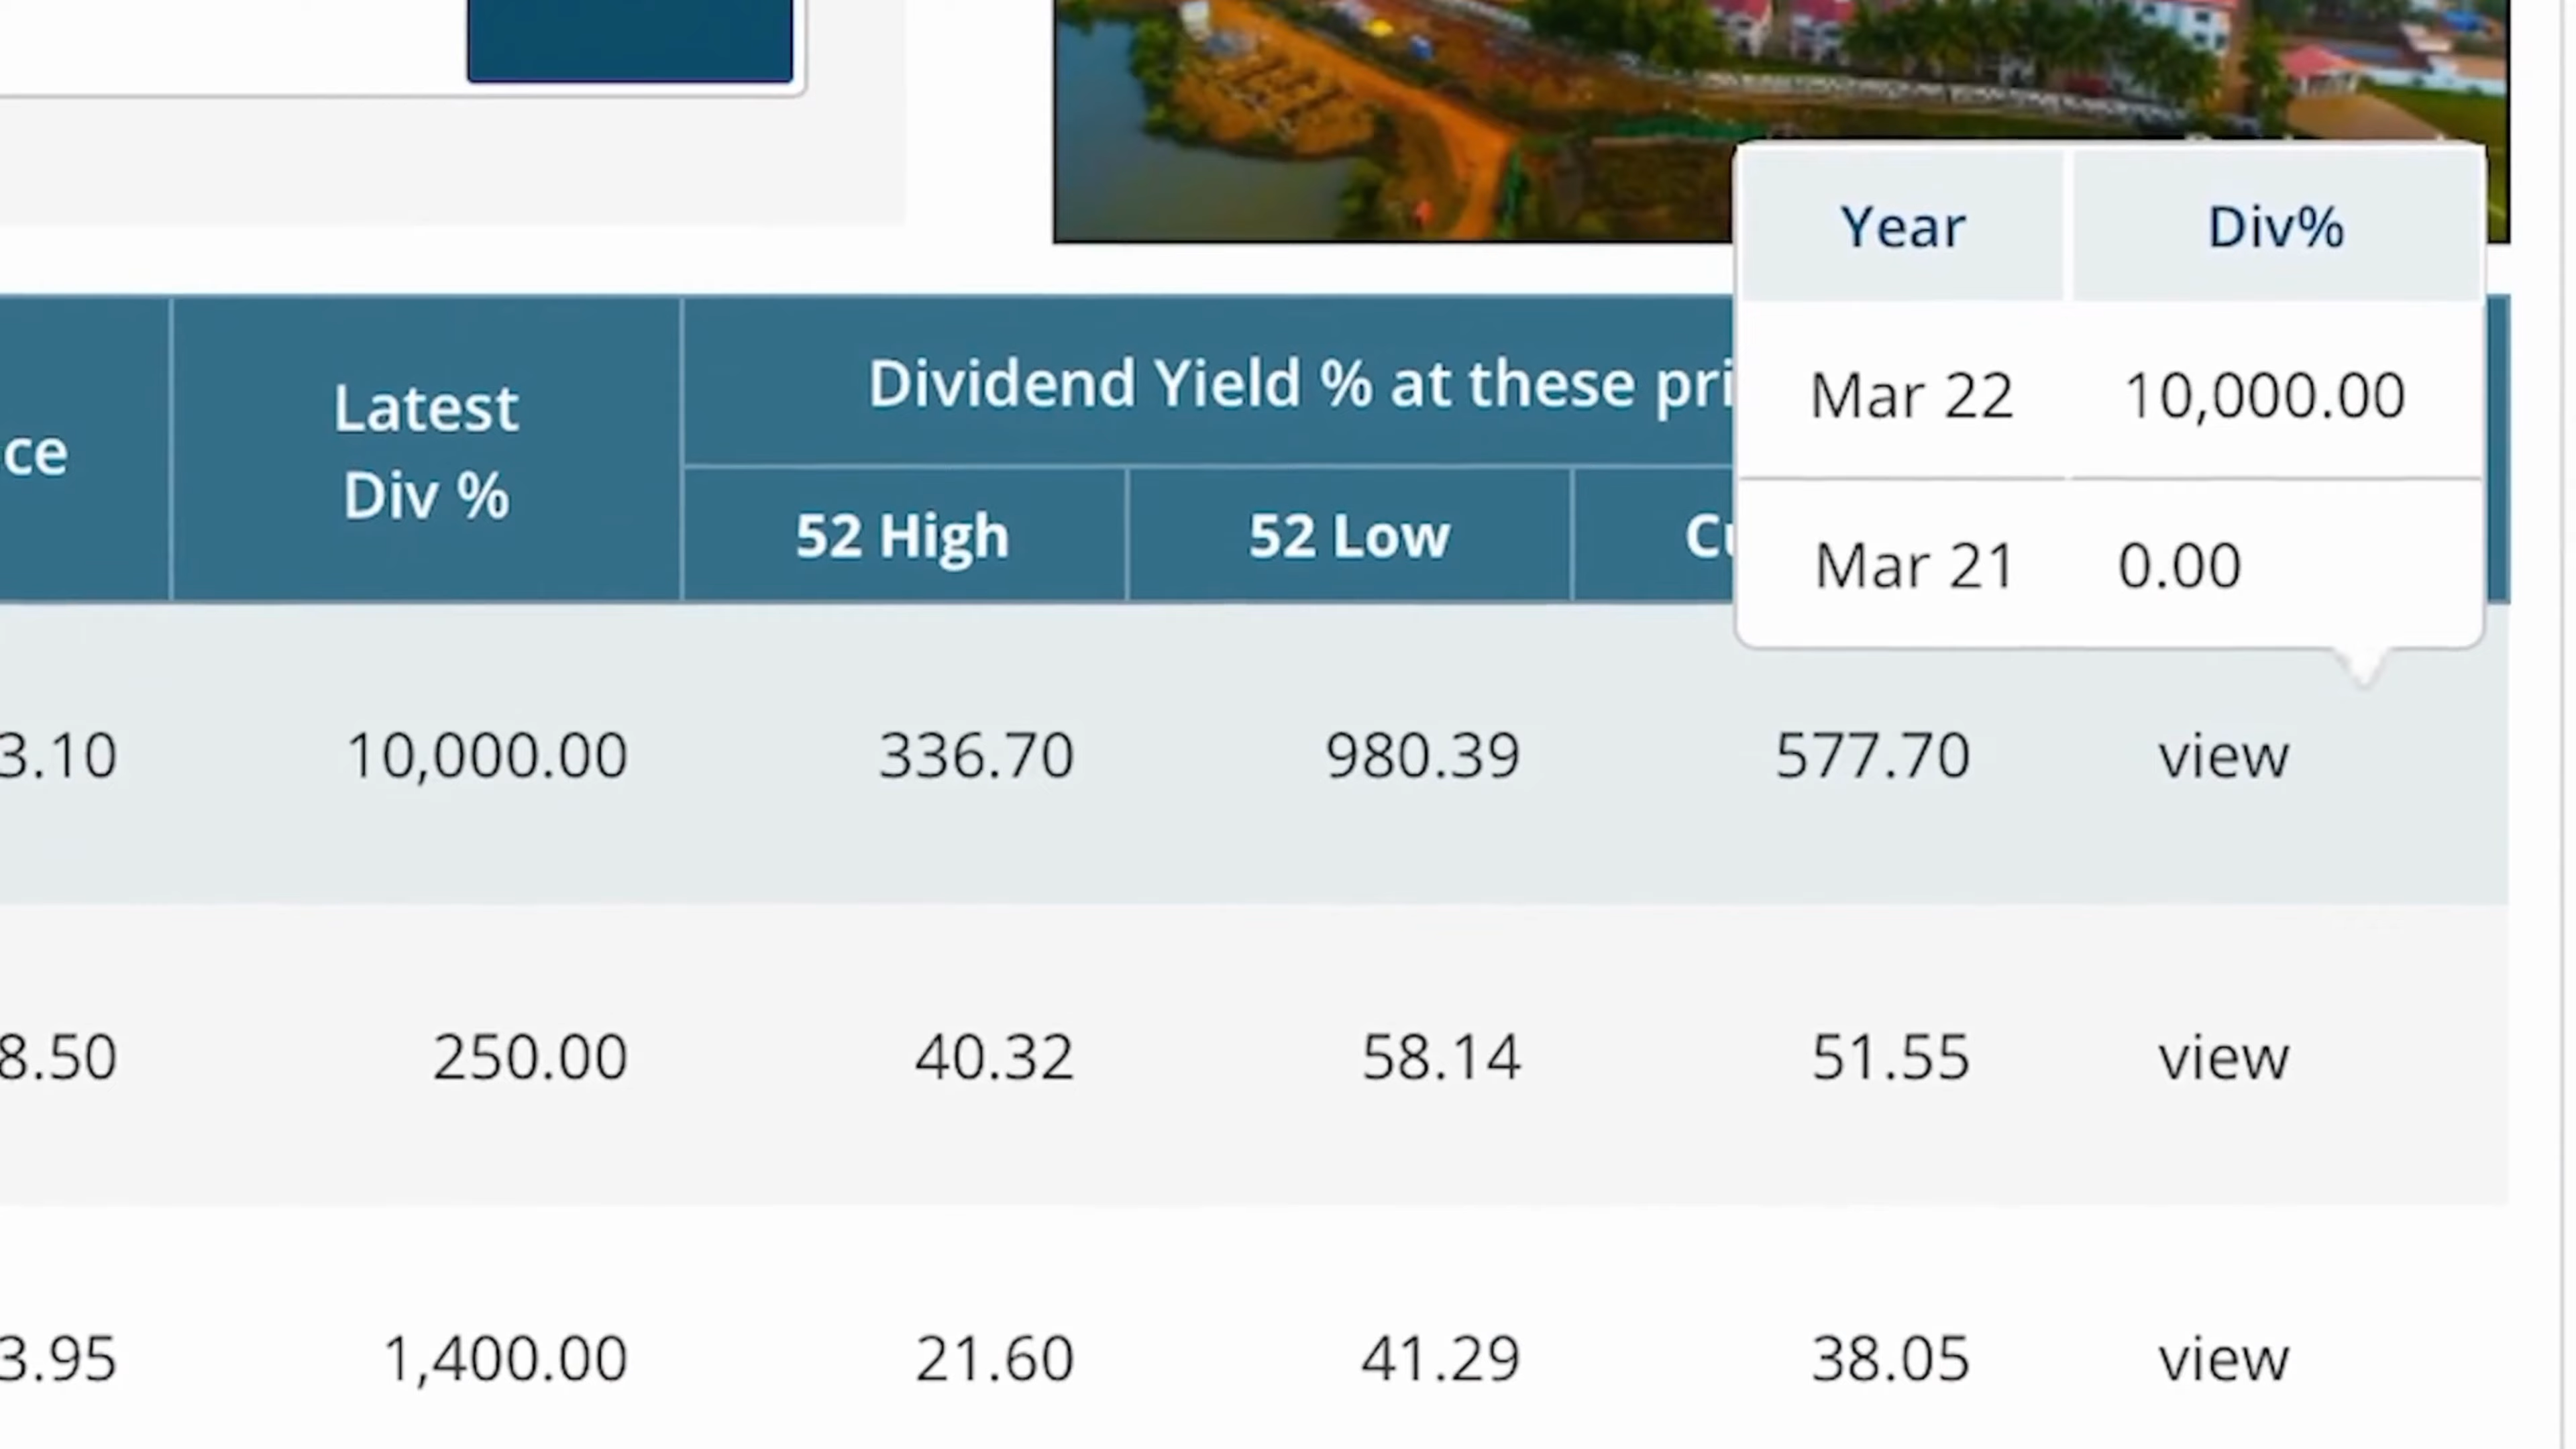 Year Div%
Mar 22 10,000.00
Mar 21 0.00
ce Latest Div % Dividend Yield % at these pri
52 High 52 Low Cu
3.10 10,000.00 336.70 980.39 577.70 view
8.50 250.00 40.32 58.14 51.55 view
3.95 1,400.00 21.60 41.29 38.05 view